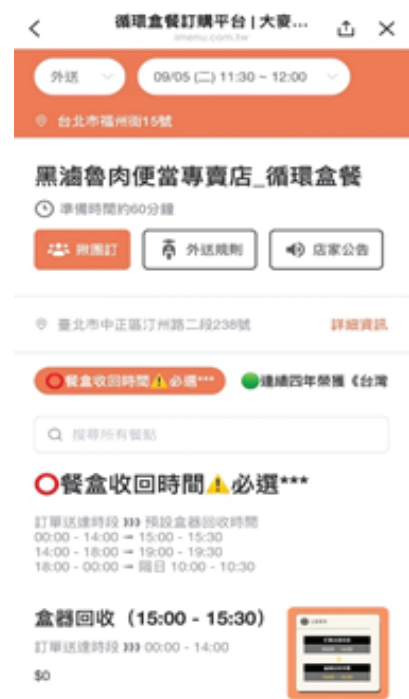 循環盒餐訂購平台 | 大麥...
imenu.com.tw
外送
09/05 (二) 11:30 ~ 12:00
台北市福州街15號
黑滷魯肉便當專賣店_循環盒餐
準備時間約60分鐘
揪團訂
外送規則
店家公告
臺北市中正區汀州路二段238號
詳細資訊
⭕餐盒收回時間⚠️必選***
🟢連續四年榮獲《台灣
搜尋所有餐點
⭕餐盒收回時間⚠️必選***
訂單送達時段 ⟫⟫ 預設盒器回收時間
00:00 - 14:00 ➡ 15:00 - 15:30
14:00 - 18:00 ➡ 19:00 - 19:30
18:00 - 00:00 ➡ 隔日 10:00 - 10:30
盒器回收（15:00 - 15:30）
訂單送達時段 ⟫⟫ 00:00 - 14:00
$0